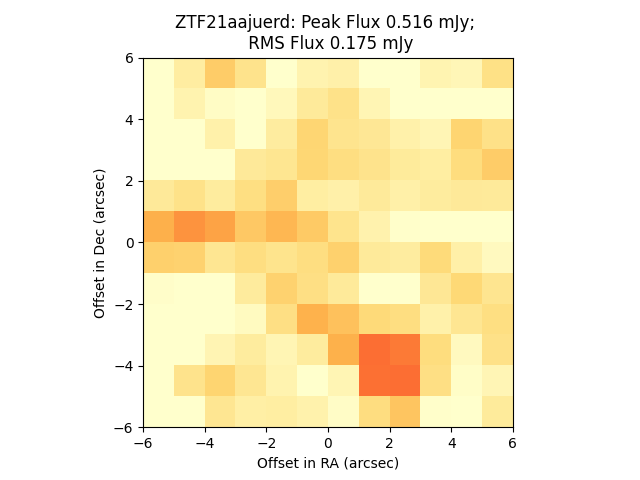 ZTF21aajuerd: Peak Flux 0.516 mJy;
RMS Flux 0.175 mJy
6
4
2
0
−2
−4
−6
Offset in Dec (arcsec)
−6 −4 −2 0 2 4 6
Offset in RA (arcsec)